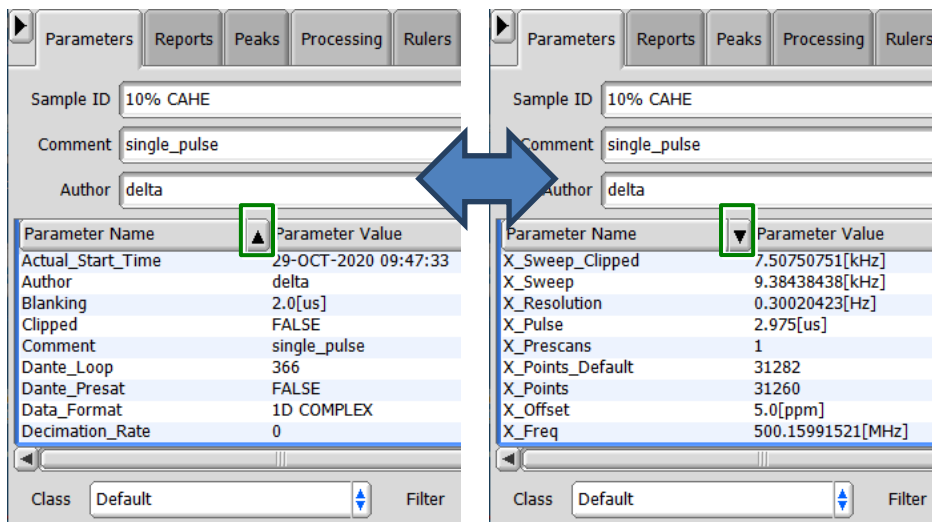 Parameters Reports Peaks Processing Rulers
Sample ID 10% CAHE
Comment single_pulse
Author delta
Parameter Name ▲ Parameter Value
Actual_Start_Time 29-OCT-2020 09:47:33
Author delta
Blanking 2.0[us]
Clipped FALSE
Comment single_pulse
Dante_Loop 366
Dante_Presat FALSE
Data_Format 1D COMPLEX
Decimation_Rate 0
Class Default Filter
Parameters Reports Peaks Processing Rulers
Sample ID 10% CAHE
Comment single_pulse
Author delta
Parameter Name ▼ Parameter Value
X_Sweep_Clipped 7.50750751[kHz]
X_Sweep 9.38438438[kHz]
X_Resolution 0.30020423[Hz]
X_Pulse 2.975[us]
X_Prescans 1
X_Points_Default 31282
X_Points 31260
X_Offset 5.0[ppm]
X_Freq 500.15991521[MHz]
Class Default Filter